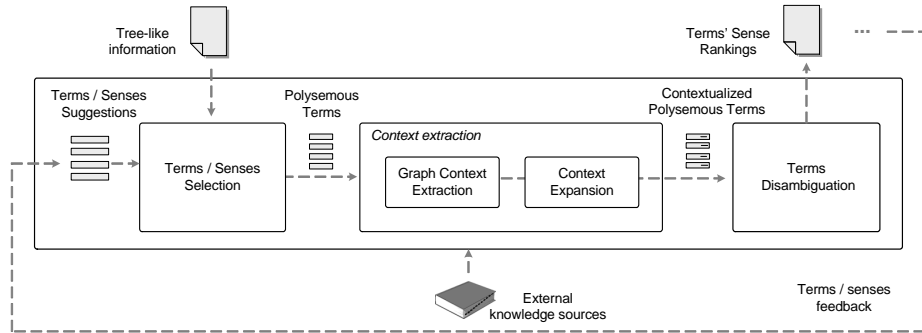 Tree-like
information
Terms' Sense
Rankings
...
Terms / Senses
Suggestions
Polysemous
Terms
Contextualized
Polysemous Terms
Context extraction
Terms / Senses
Selection
Graph Context
Extraction
Context
Expansion
Terms
Disambiguation
External
knowledge sources
Terms / senses
feedback